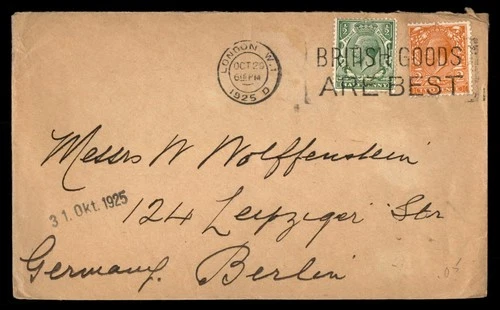 LONDON. W.1
OCT 29
6 15 PM
1925
BRITISH GOODS
ARE BEST
Messrs W Wolffenstein
31. Okt. 1925
124 Leipziger Str
Germany. Berlin